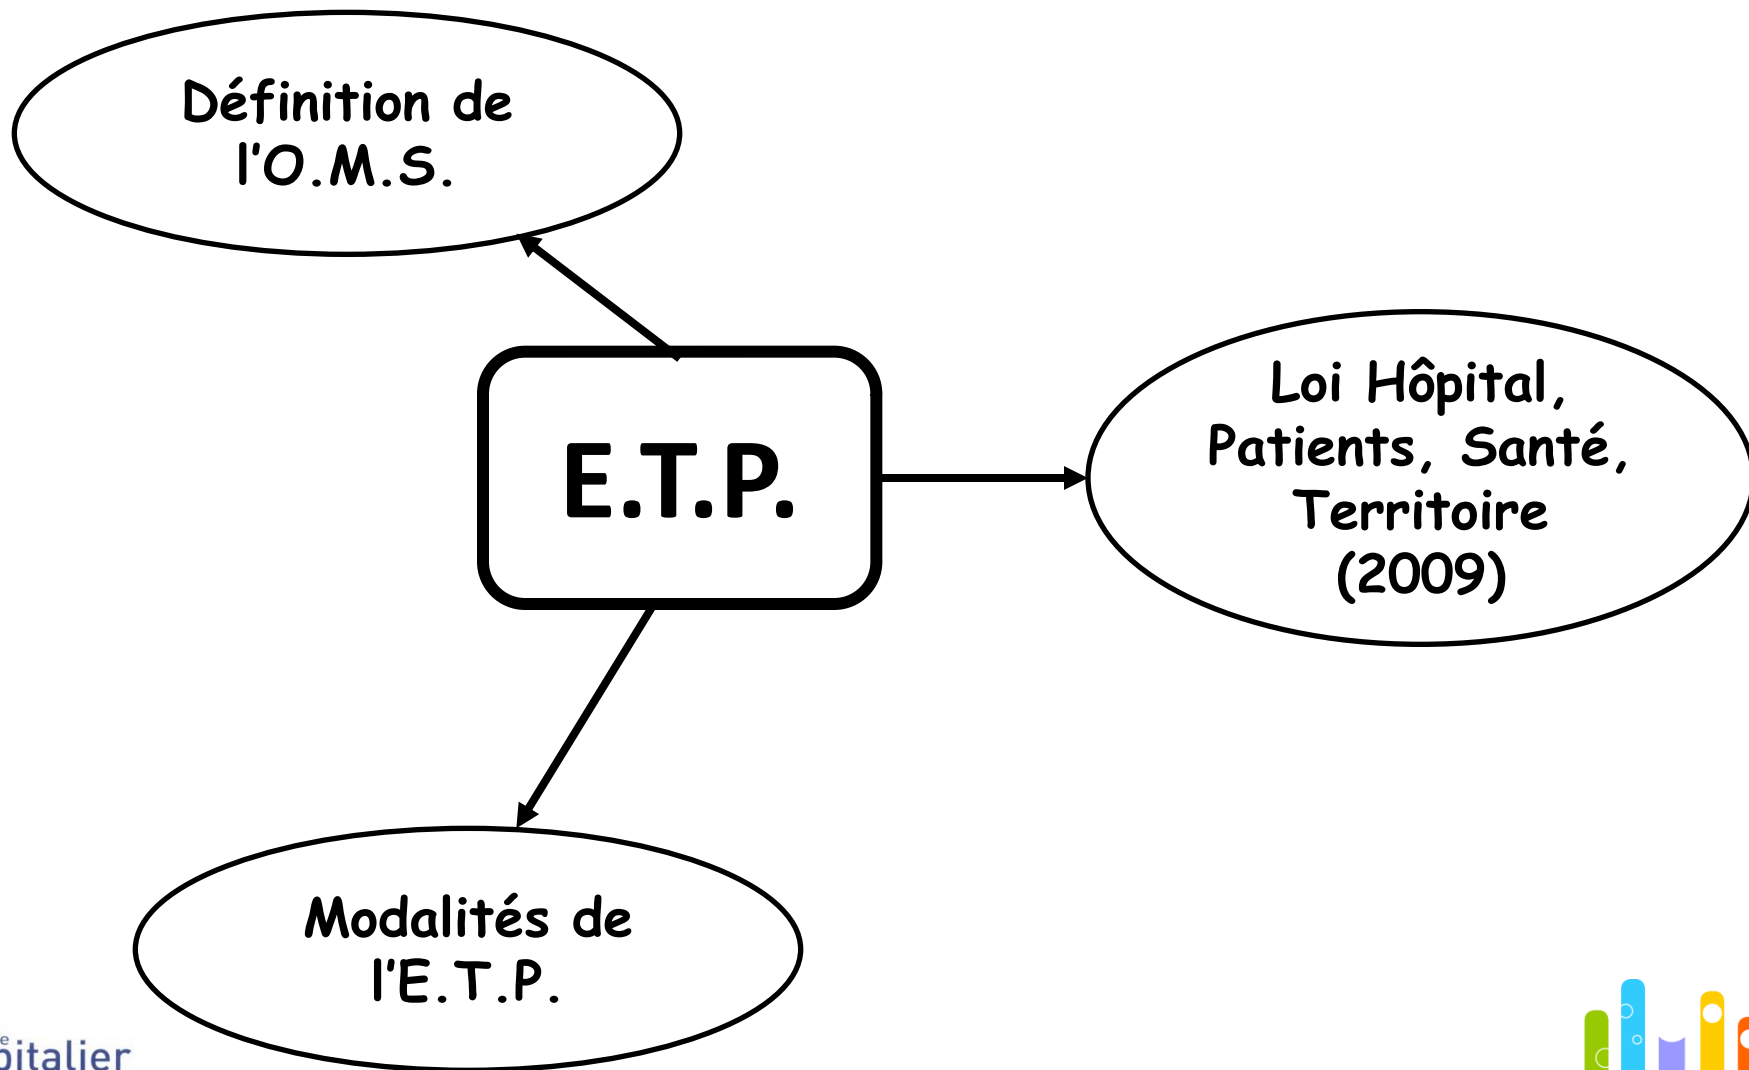 Définition de
l'O.M.S.
E.T.P.
Loi Hôpital,
Patients, Santé,
Territoire
(2009)
Modalités de
l'E.T.P.